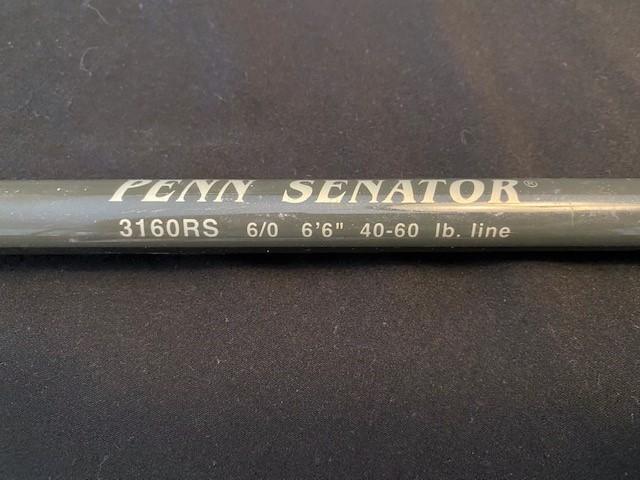 PENN SENATOR®
3160RS 6/0 6'6" 40-60 lb. line